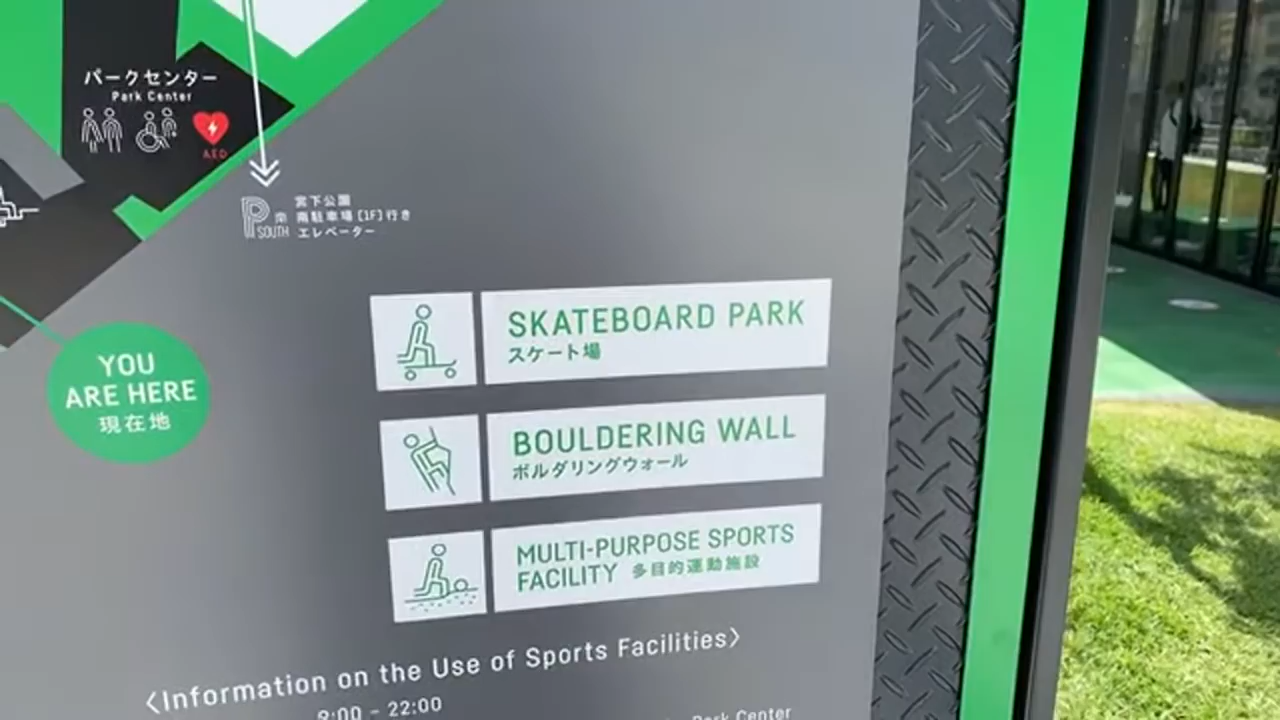 パークセンター
Park Center
AED
P南 SOUTH
宮下公園
南駐車場 [1F] 行き
エレベーター
YOU
ARE HERE
現在地
SKATEBOARD PARK
スケート場
BOULDERING WALL
ボルダリングウォール
MULTI-PURPOSE SPORTS
FACILITY 多目的運動施設
〈Information on the Use of Sports Facilities〉
9:00 – 22:00
Park Center